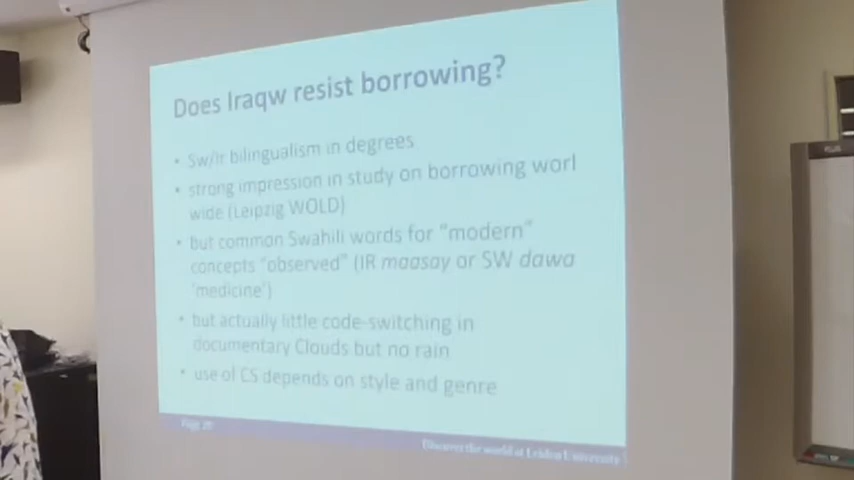 Does Iraqw resist borrowing?
• Sw/Ir bilingualism in degrees
• strong impression in study on borrowing worl
wide (Leipzig WOLD)
• but common Swahili words for "modern"
concepts "observed" (IR maasay or SW dawa
'medicine')
• but actually little code-switching in
documentary Clouds but no rain
• use of CS depends on style and genre
Page 20
Discover the world at Leiden University